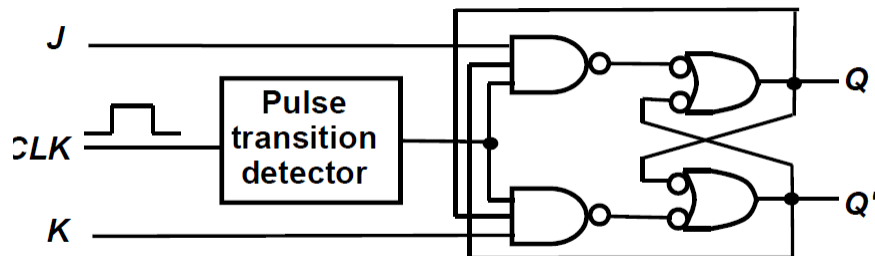 J
Pulse
transition
detector
CLK
K
Q
Q'